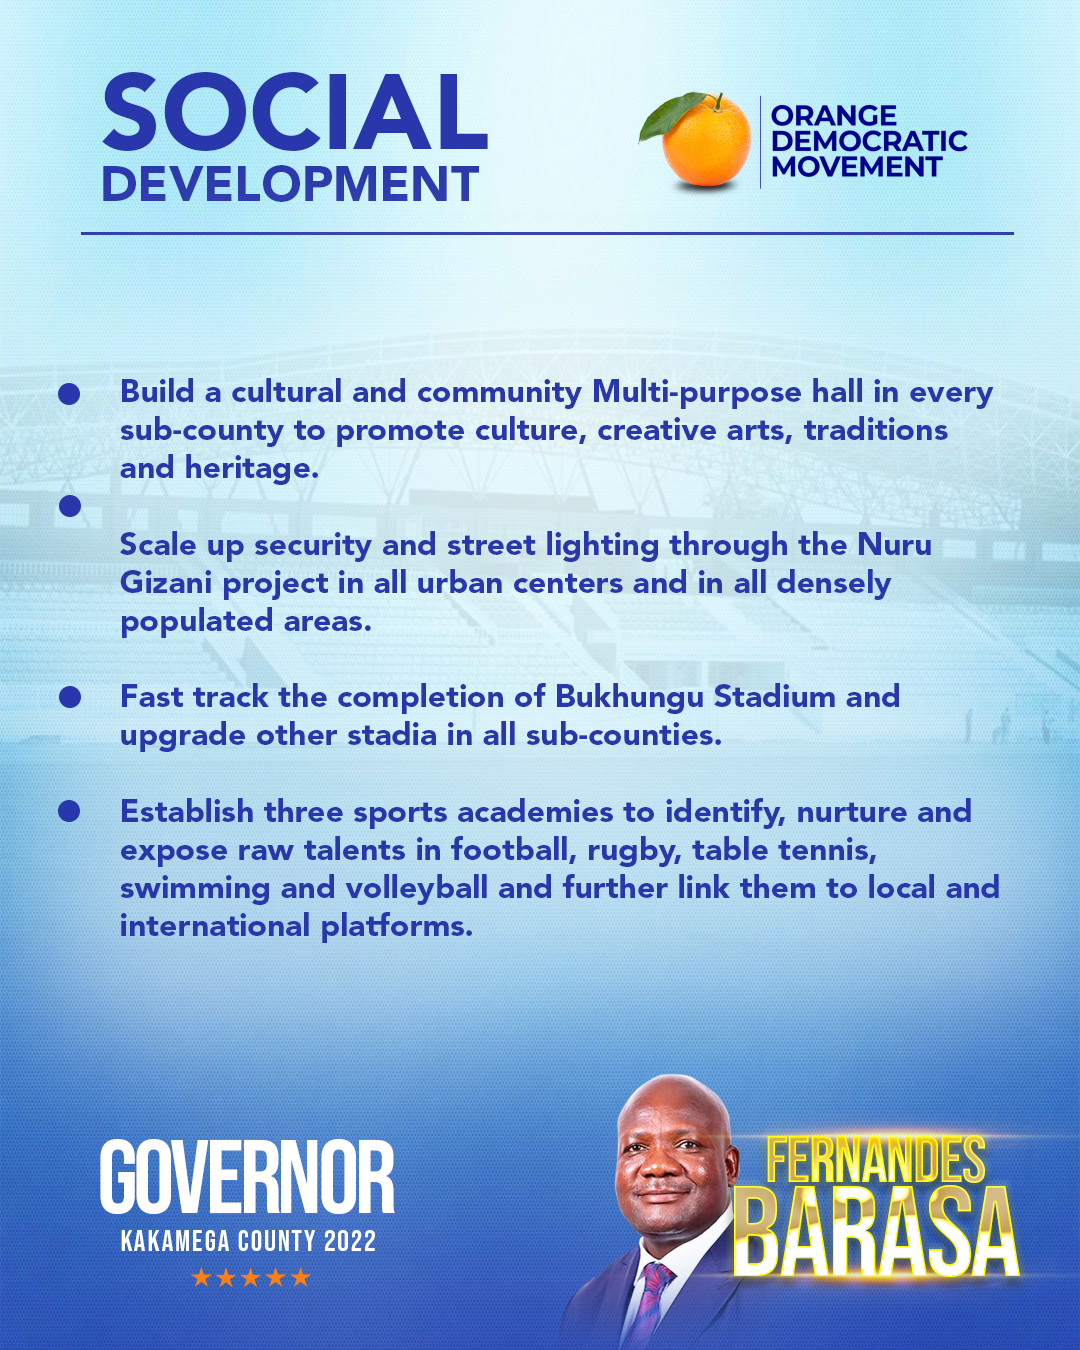 SOCIAL
DEVELOPMENT
ORANGE
DEMOCRATIC
MOVEMENT
Build a cultural and community Multi-purpose hall in every
sub-county to promote culture, creative arts, traditions
and heritage.
Scale up security and street lighting through the Nuru
Gizani project in all urban centers and in all densely
populated areas.
Fast track the completion of Bukhungu Stadium and
upgrade other stadia in all sub-counties.
Establish three sports academies to identify, nurture and
expose raw talents in football, rugby, table tennis,
swimming and volleyball and further link them to local and
international platforms.
GOVERNOR
KAKAMEGA COUNTY 2022
FERNANDES
BARASA